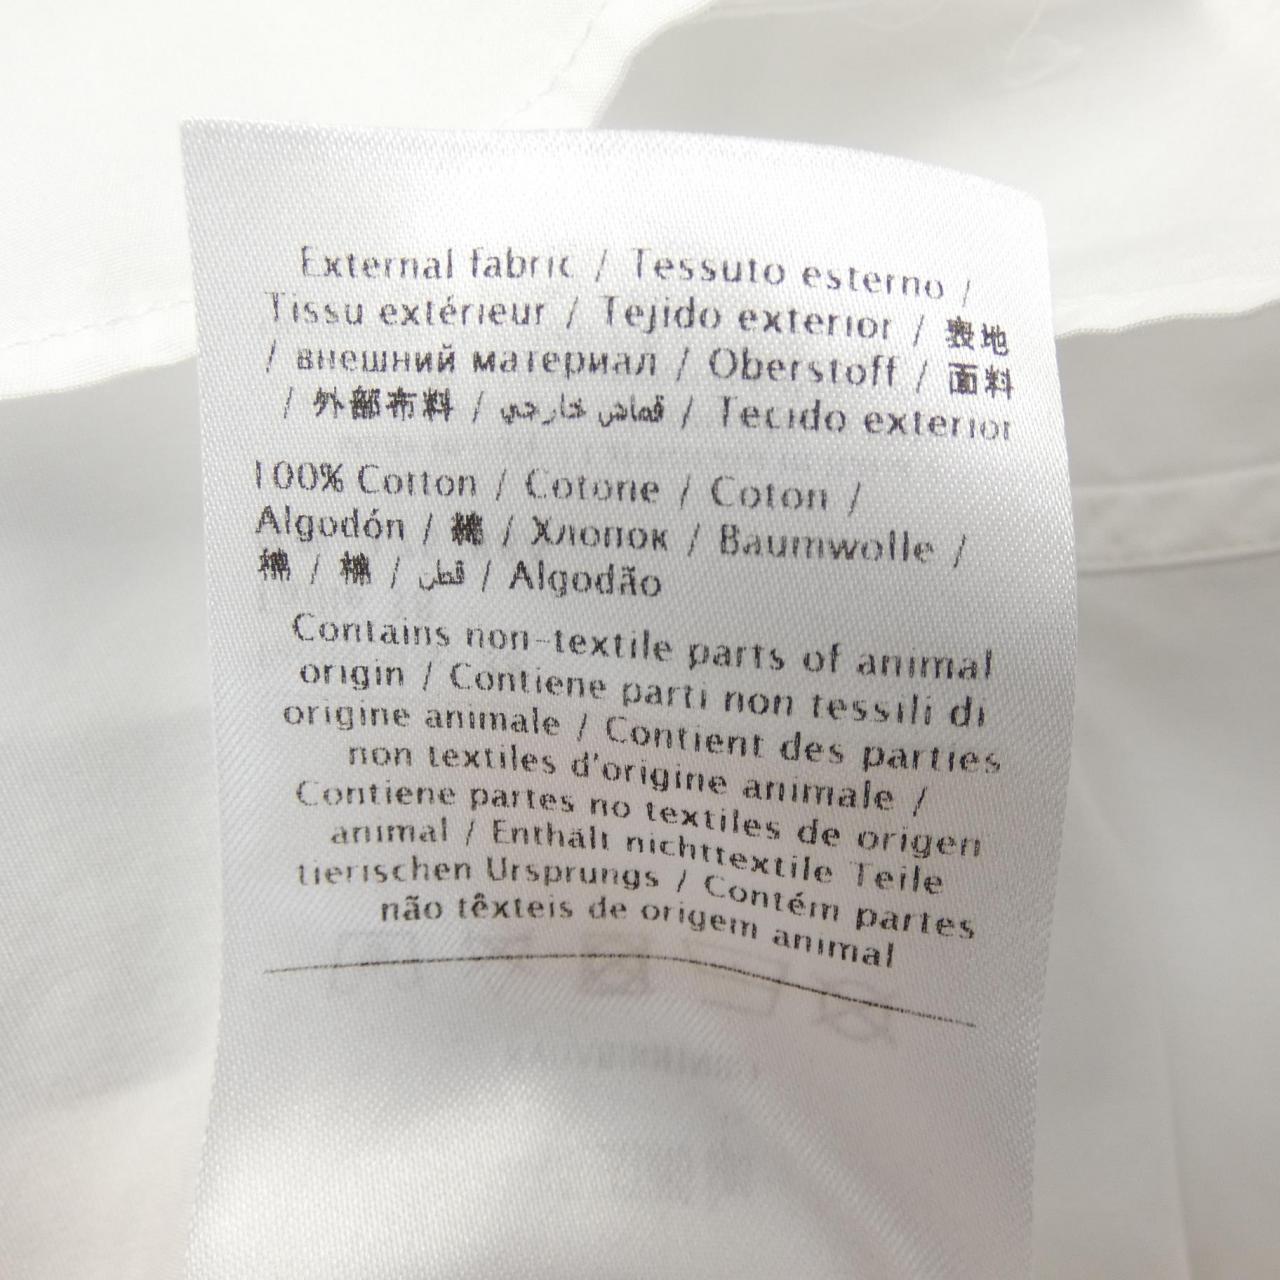 External fabric / Tessuto esterno /
Tissu extérieur / Tejido exterior / 表地
/ внешний материал / Oberstoff / 面料
/ 外部布料 / قماش خارجي / Tecido exterior
100% Cotton / Cotone / Coton /
Algodón / 綿 / Хлопок / Baumwolle /
棉 / 棉 / قطن / Algodão
Contains non-textile parts of animal
origin / Contiene parti non tessili di
origine animale / Contient des parties
non textiles d'origine animale /
Contiene partes no textiles de origen
animal / Enthält nichttextile Teile
tierischen Ursprungs / Contém partes
não têxteis de origem animal